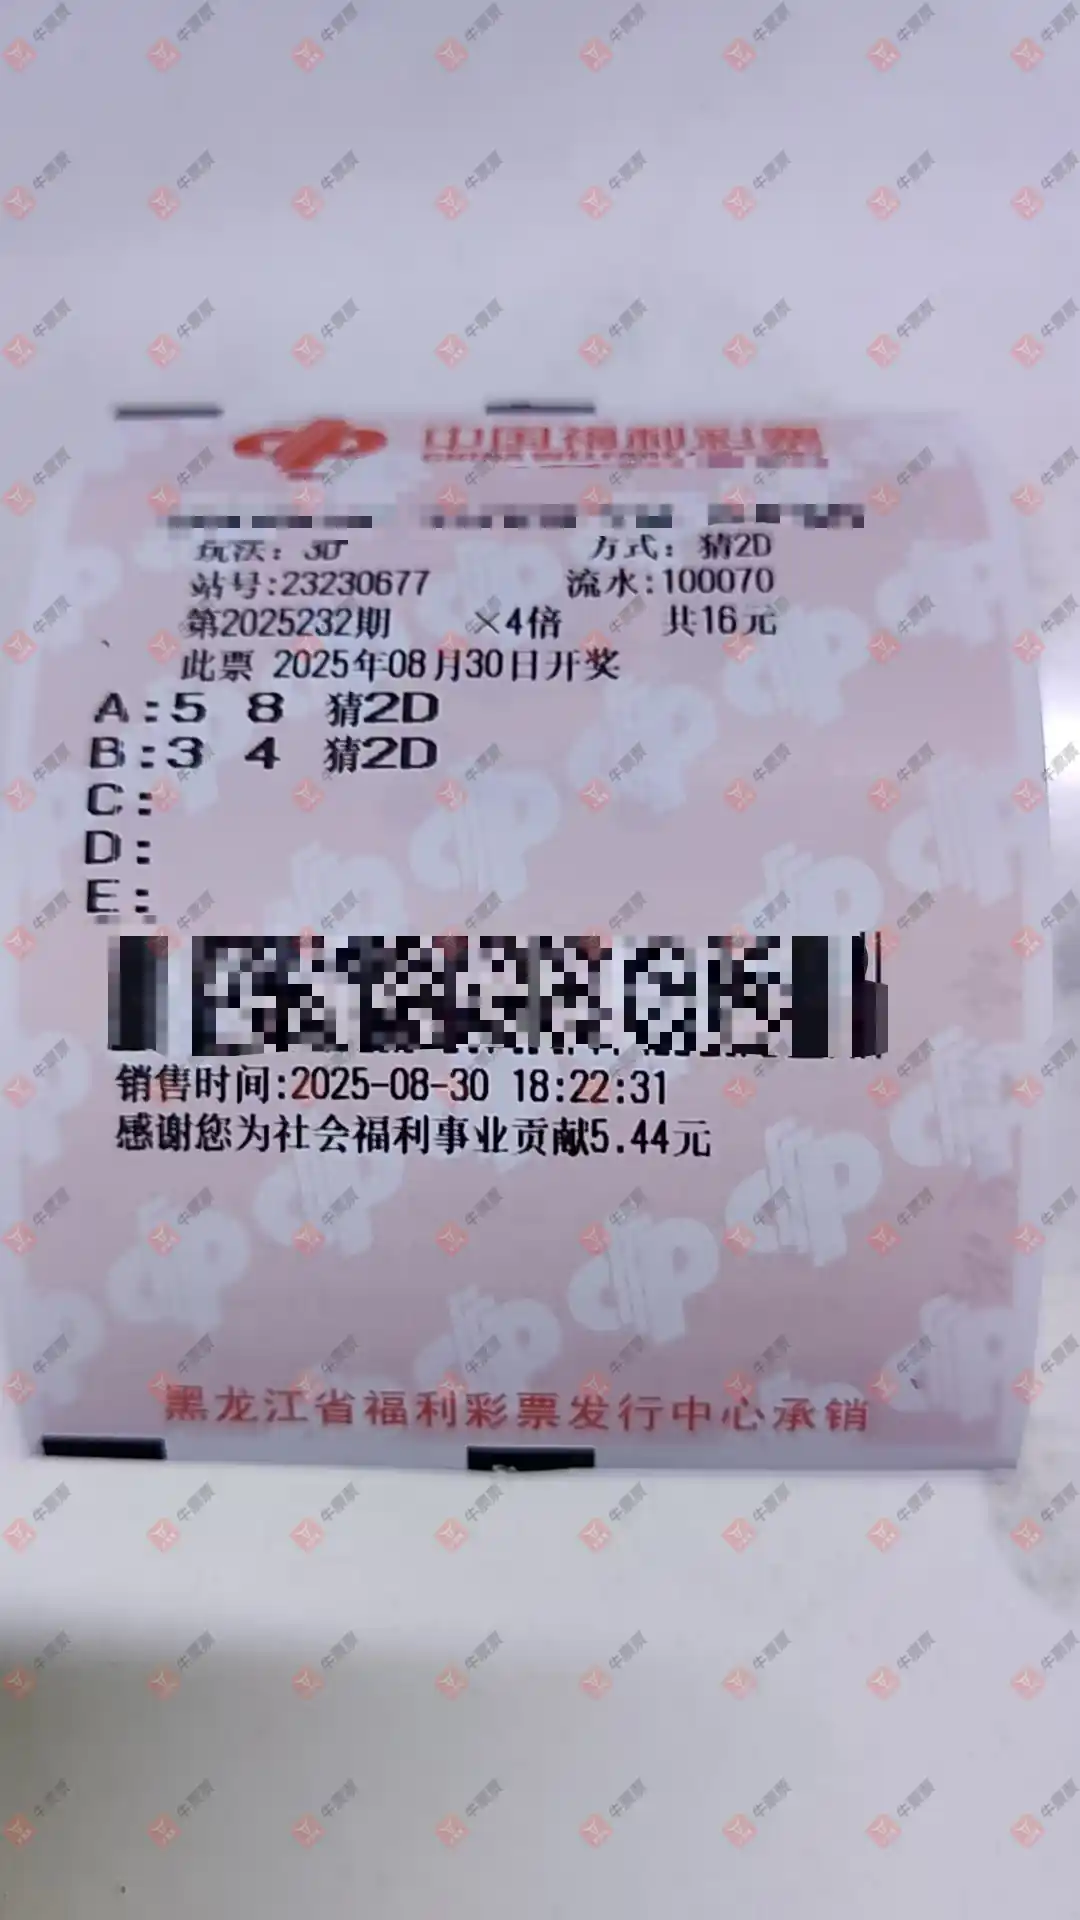 中国福利彩票
玩法：3D 方式：猜2D
站号:23230677 流水:100070
第2025232期 ×4倍 共16元
此票 2025年08月30日开奖
A:5 8 猜2D
B:3 4 猜2D
C:
D:
E:
销售时间:2025-08-30 18:22:31
感谢您为社会福利事业贡献5.44元
黑龙江省福利彩票发行中心承销
牛票票